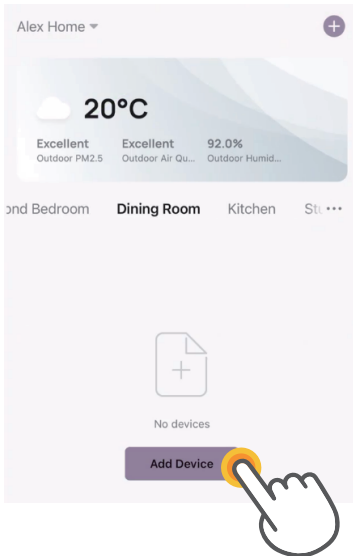 Alex Home
20°C
Excellent Excellent 92.0%
Outdoor PM2.5 Outdoor Air Qu... Outdoor Humid...
ond Bedroom Dining Room Kitchen Stu ...
No devices
Add Device